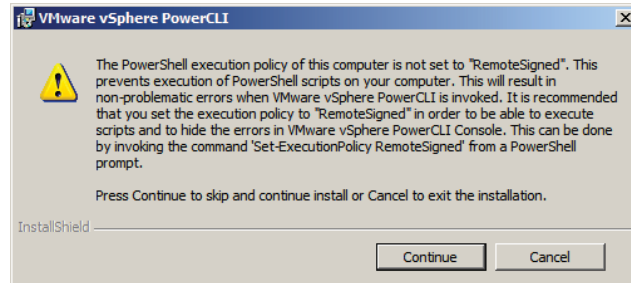 VMware vSphere PowerCLI
The PowerShell execution policy of this computer is not set to "RemoteSigned". This
prevents execution of PowerShell scripts on your computer. This will result in
non-problematic errors when VMware vSphere PowerCLI is invoked. It is recommended
that you set the execution policy to "RemoteSigned" in order to be able to execute
scripts and to hide the errors in VMware vSphere PowerCLI Console. This can be done
by invoking the command 'Set-ExecutionPolicy RemoteSigned' from a PowerShell
prompt.
Press Continue to skip and continue install or Cancel to exit the installation.
InstallShield
Continue Cancel